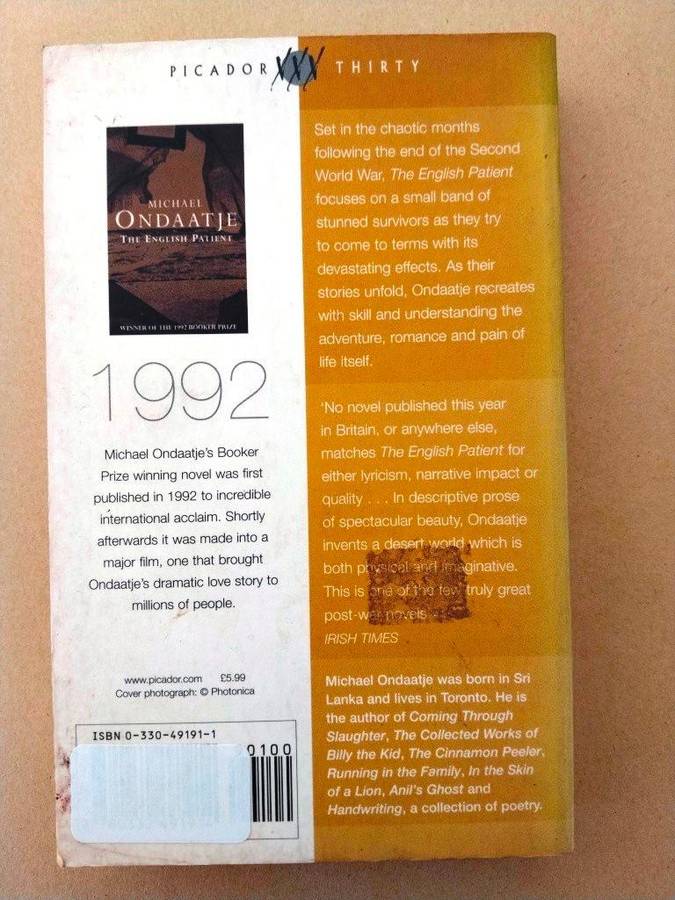 PICADOR XXX THIRTY
MICHAEL
ONDAATJE
THE ENGLISH PATIENT
WINNER OF THE 1992 BOOKER PRIZE
1992
Michael Ondaatje's Booker
Prize winning novel was first
published in 1992 to incredible
international acclaim. Shortly
afterwards it was made into a
major film, one that brought
Ondaatje's dramatic love story to
millions of people.
www.picador.com £5.99
Cover photograph: © Photonica
ISBN 0-330-49191-1
0100
Set in the chaotic months
following the end of the Second
World War, The English Patient
focuses on a small band of
stunned survivors as they try
to come to terms with its
devastating effects. As their
stories unfold, Ondaatje recreates
with skill and understanding the
adventure, romance and pain of
life itself.
'No novel published this year
in Britain, or anywhere else,
matches The English Patient for
either lyricism, narrative impact or
quality . . . In descriptive prose
of spectacular beauty, Ondaatje
invents a desert world which is
both physical and imaginative.
This is one of the few truly great
post-war novels
IRISH TIMES
Michael Ondaatje was born in Sri
Lanka and lives in Toronto. He is
the author of Coming Through
Slaughter, The Collected Works of
Billy the Kid, The Cinnamon Peeler,
Running in the Family, In the Skin
of a Lion, Anil's Ghost and
Handwriting, a collection of poetry.